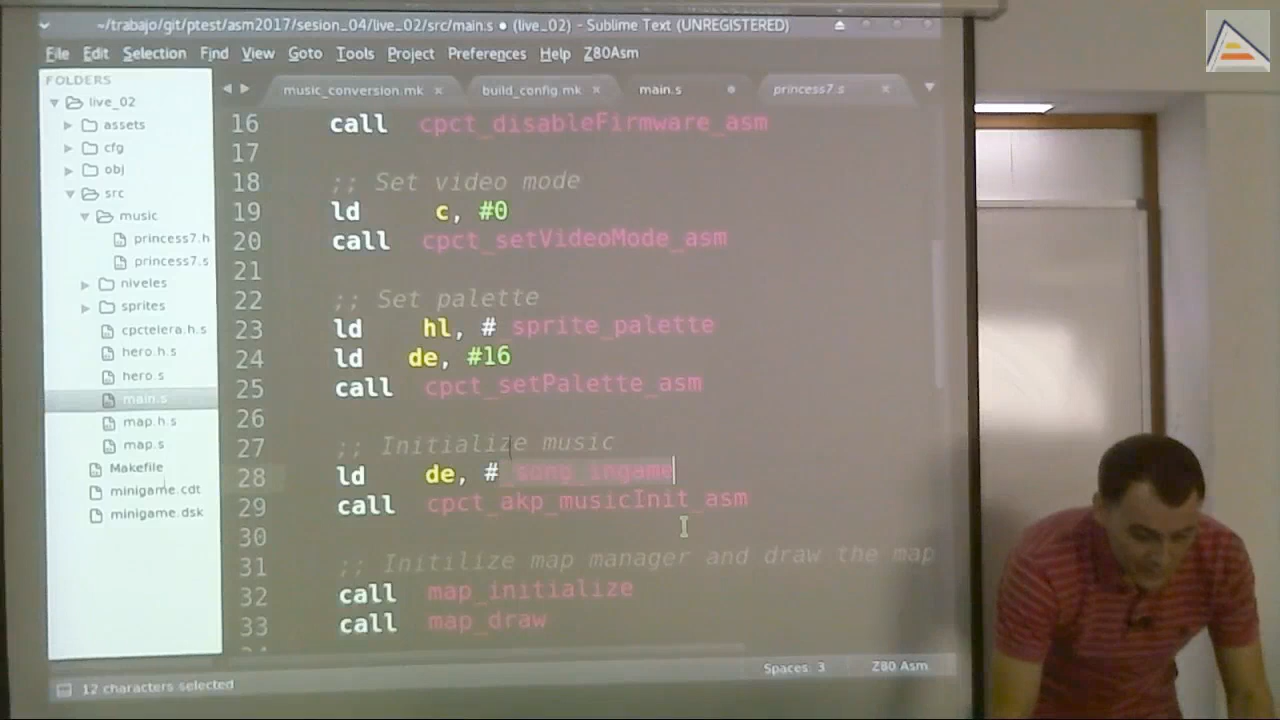 ~/trabajo/git/ptest/asm2017/sesion_04/live_02/src/main.s • (live_02) - Sublime Text (UNREGISTERED)
File Edit Selection Find View Goto Tools Project Preferences Help Z80Asm
FOLDERS
live_02
assets
cfg
obj
src
music
princess7.h
princess7.s
niveles
sprites
cpctelera.h.s
hero.h.s
hero.s
main.s
map.h.s
map.s
Makefile
minigame.cdt
minigame.dsk
music_conversion.mk build_config.mk main.s princess7.s
16 call cpct_disableFirmware_asm
17
18 ;; Set video mode
19 ld c, #0
20 call cpct_setVideoMode_asm
21
22 ;; Set palette
23 ld hl, # sprite_palette
24 ld de, #16
25 call cpct_setPalette_asm
26
27 ;; Initialize music
28 ld de, # song_ingame
29 call cpct_akp_musicInit_asm
30
31 ;; Initilize map manager and draw the map
32 call map_initialize
33 call map_draw
12 characters selected Spaces: 3 Z80 Asm